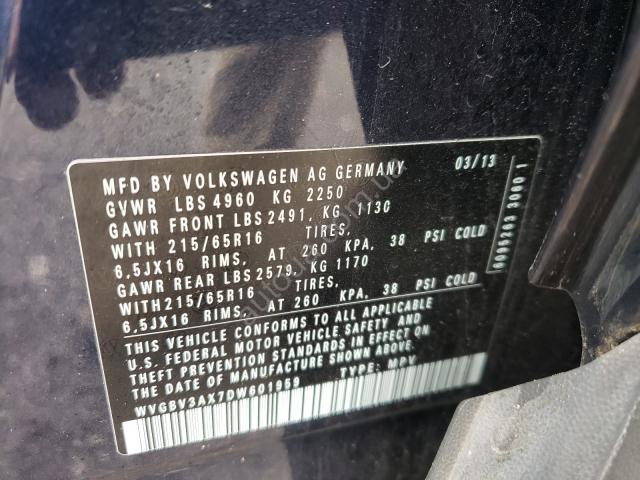 MFD BY VOLKSWAGEN AG GERMANY 03/13
GVWR LBS 4960 KG 2250
GAWR FRONT LBS 2491, KG 1130
WITH 215/65R16 TIRES,
6,5JX16 RIMS, AT 260 KPA, 38 PSI COLD
GAWR REAR LBS 2579, KG 1170
WITH 215/65R16 TIRES,
6,5JX16 RIMS, AT 260 KPA, 38 PSI COLD
THIS VEHICLE CONFORMS TO ALL APPLICABLE
U.S. FEDERAL MOTOR VEHICLE SAFETY AND
THEFT PREVENTION STANDARDS IN EFFECT ON
THE DATE OF MANUFACTURE SHOWN ABOVE.
WVGBV3AX7DW601959 TYPE: MPV